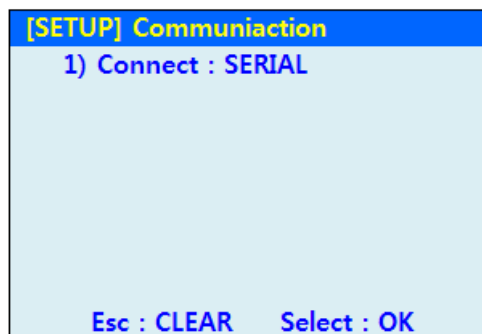 [SETUP] Communiaction
1) Connect : SERIAL
Esc : CLEAR Select : OK